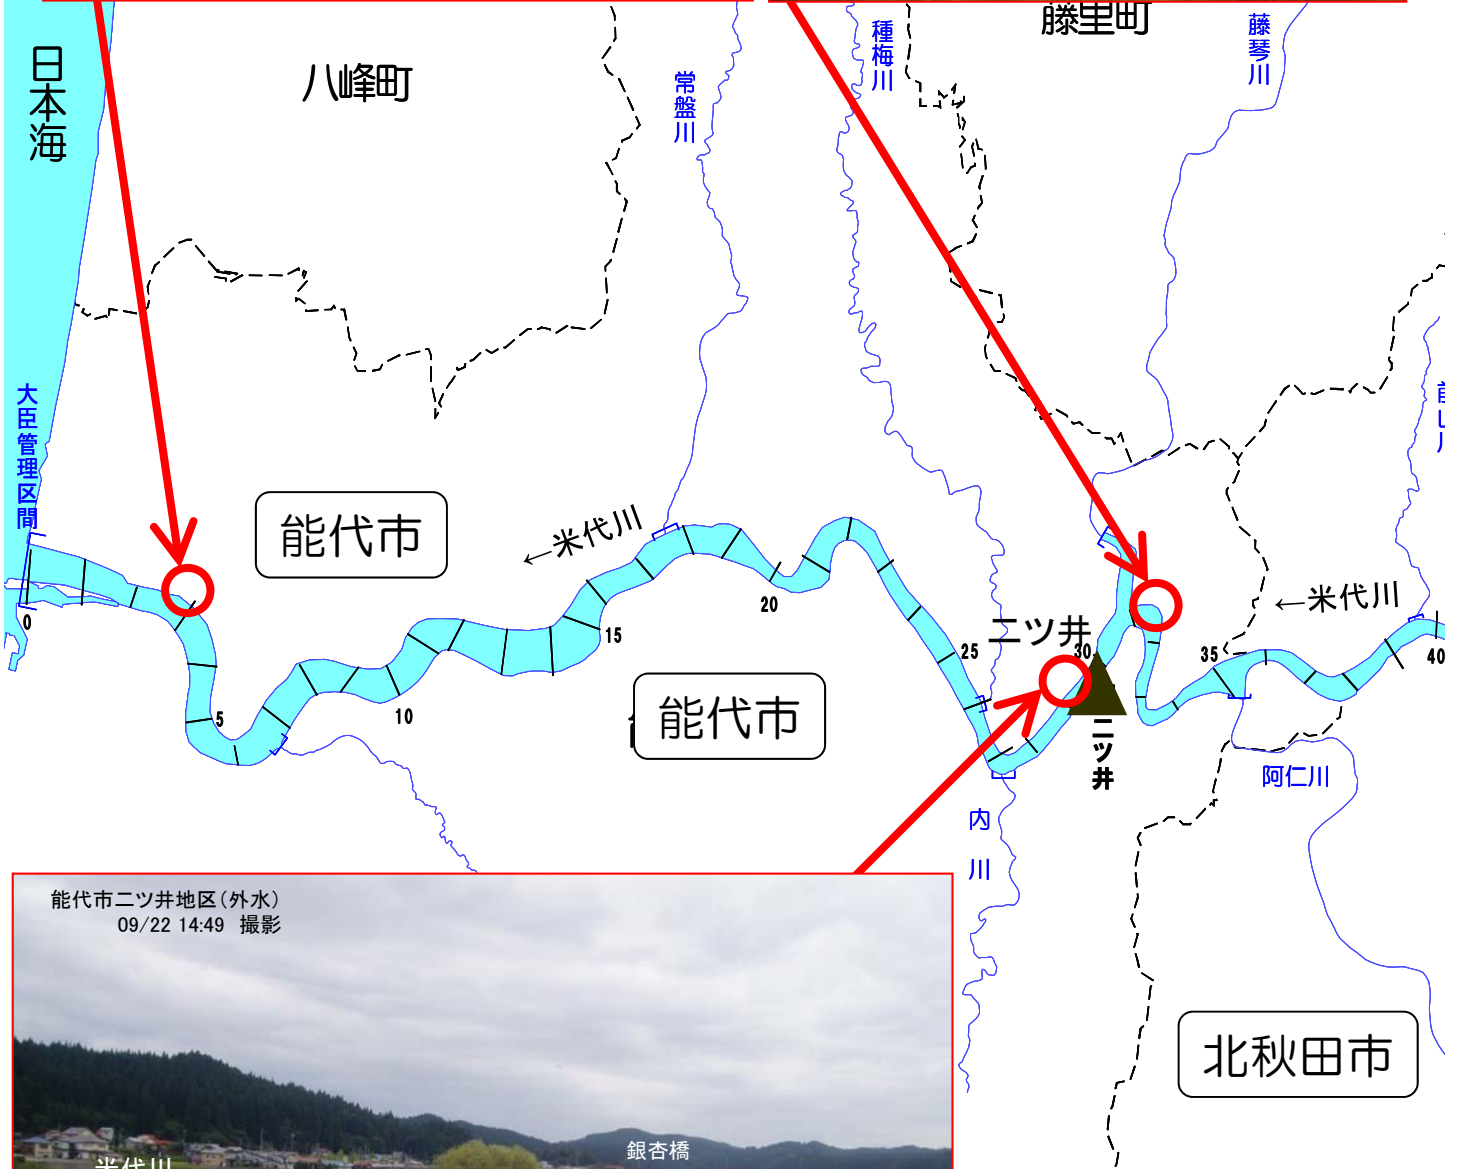 日本海
八峰町
常盤川
種梅川
藤里町
藤琴川
大臣管理区間
能代市
←米代川
0
5
10
15
20
25
二ツ井
30
35
←米代川
40
能代市
二ツ井
阿仁川
内川
能代市二ツ井地区(外水)
09/22 14:49 撮影
北秋田市
銀杏橋
米代川